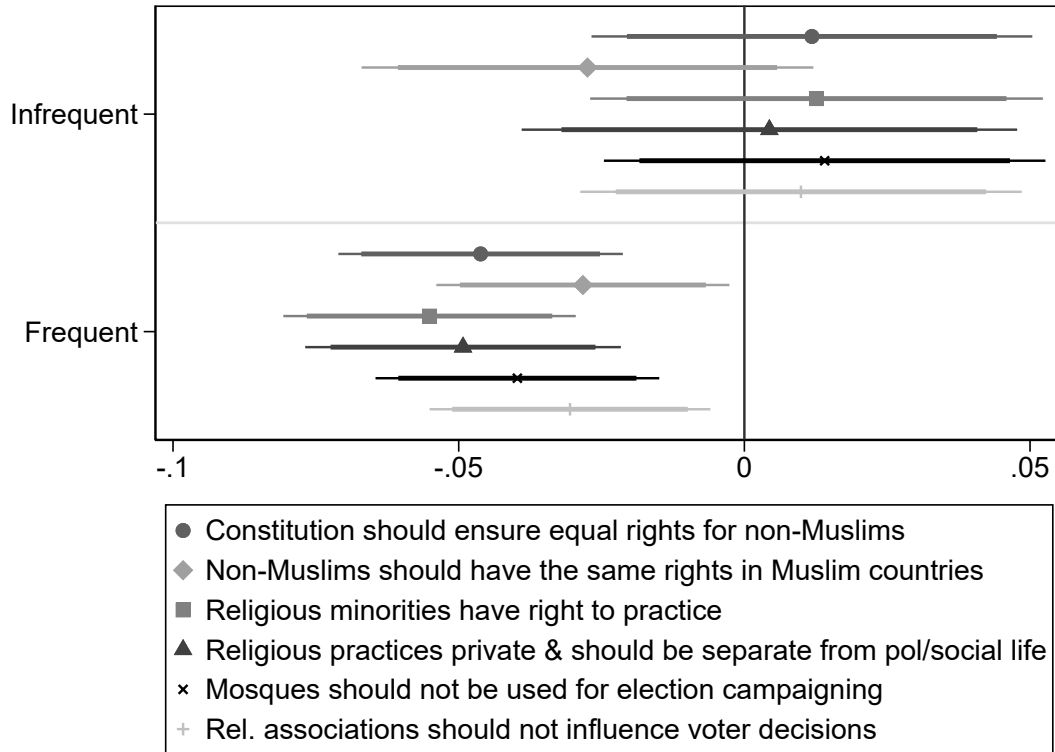 Infrequent
Frequent
-.1 -.05 0 .05
Constitution should ensure equal rights for non-Muslims
Non-Muslims should have the same rights in Muslim countries
Religious minorities have right to practice
Religious practices private & should be separate from pol/social life
Mosques should not be used for election campaigning
Rel. associations should not influence voter decisions